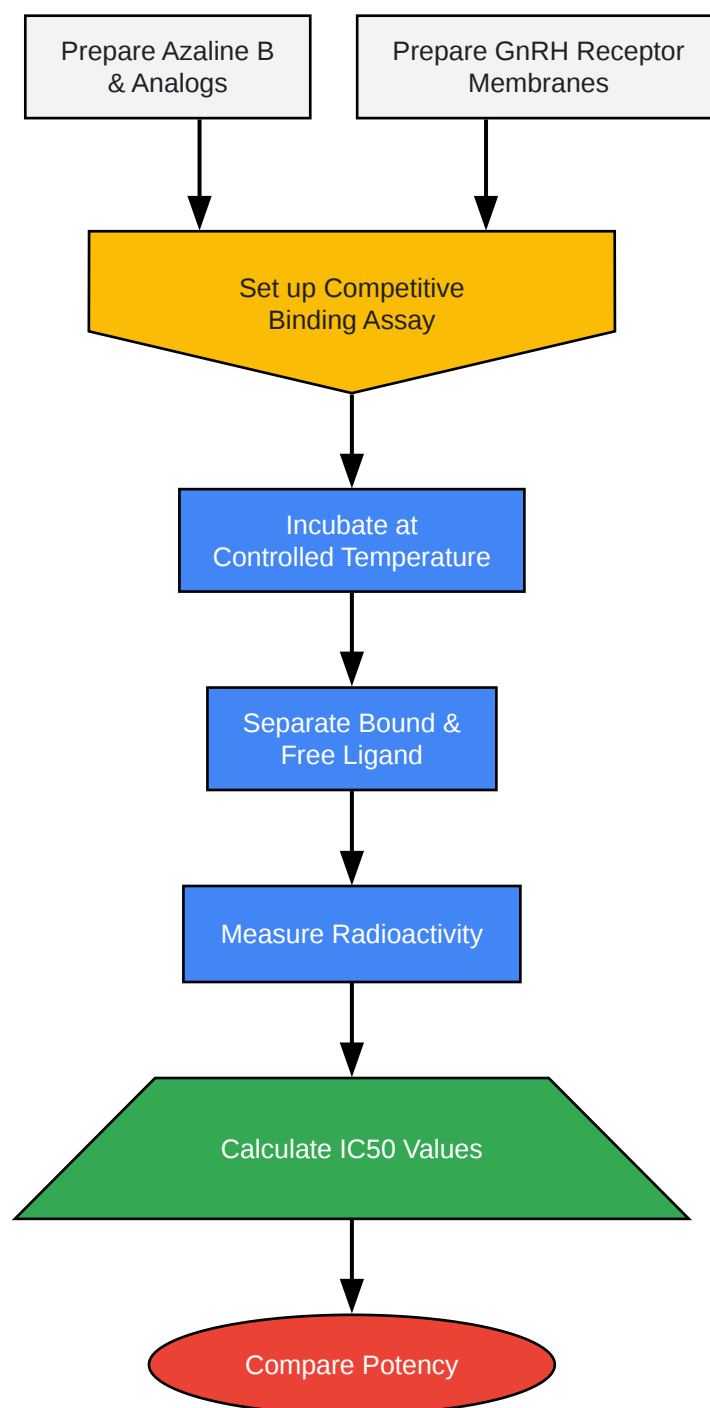 Prepare Azaline B
& Analogs
Prepare GnRH Receptor
Membranes
Set up Competitive
Binding Assay
Incubate at
Controlled Temperature
Separate Bound &
Free Ligand
Measure Radioactivity
Calculate IC50 Values
Compare Potency